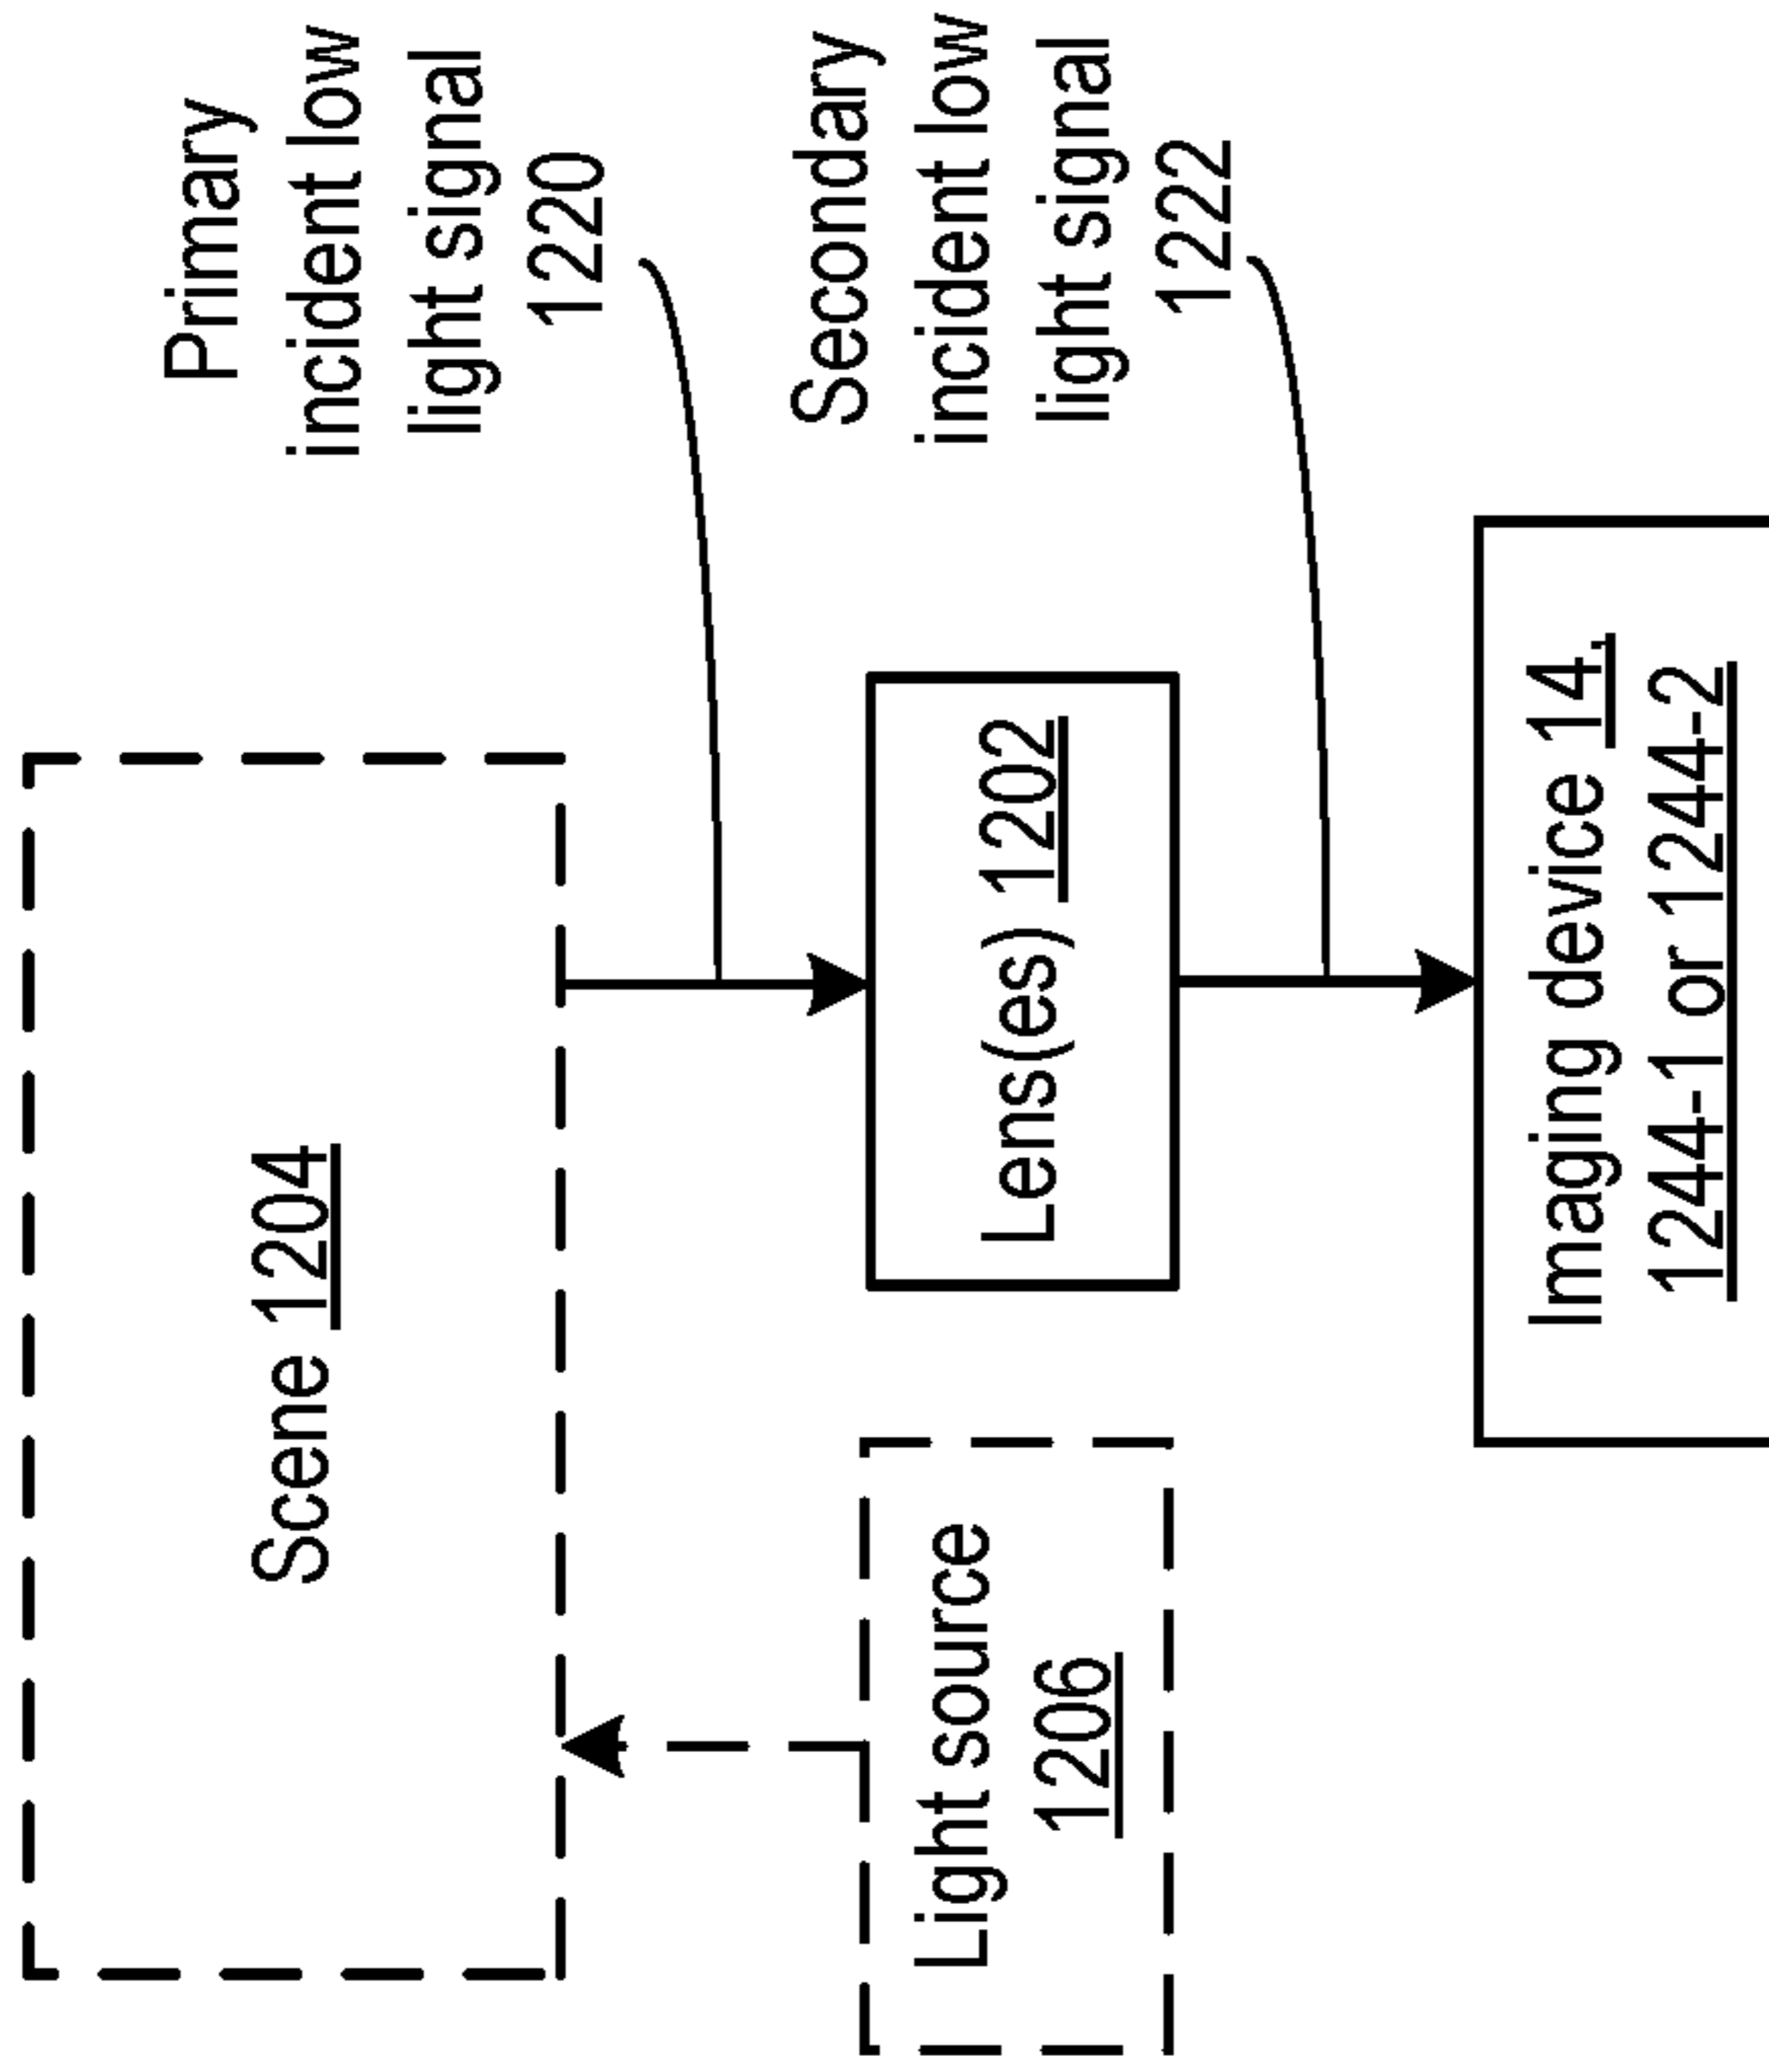 Scene 1204
Primary
incident low
light signal
1220
Light source
1206
Lens(es) 1202
Secondary
incident low
light signal
1222
Imaging device 14,
1244-1 or 1244-2